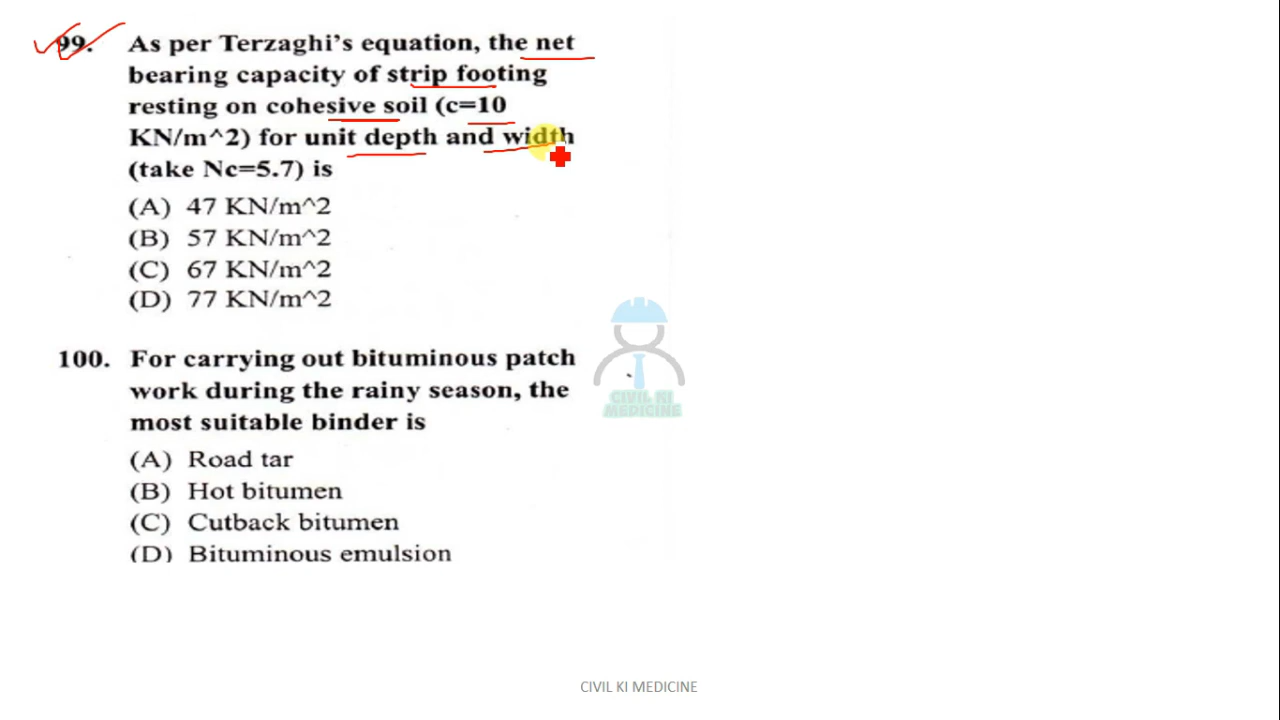 99. As per Terzaghi's equation, the net
bearing capacity of strip footing
resting on cohesive soil (c=10
KN/m^2) for unit depth and width
(take Nc=5.7) is
(A) 47 KN/m^2
(B) 57 KN/m^2
(C) 67 KN/m^2
(D) 77 KN/m^2
100. For carrying out bituminous patch
work during the rainy season, the
most suitable binder is
(A) Road tar
(B) Hot bitumen
(C) Cutback bitumen
(D) Bituminous emulsion
CIVIL KI
MEDICINE
CIVIL KI MEDICINE